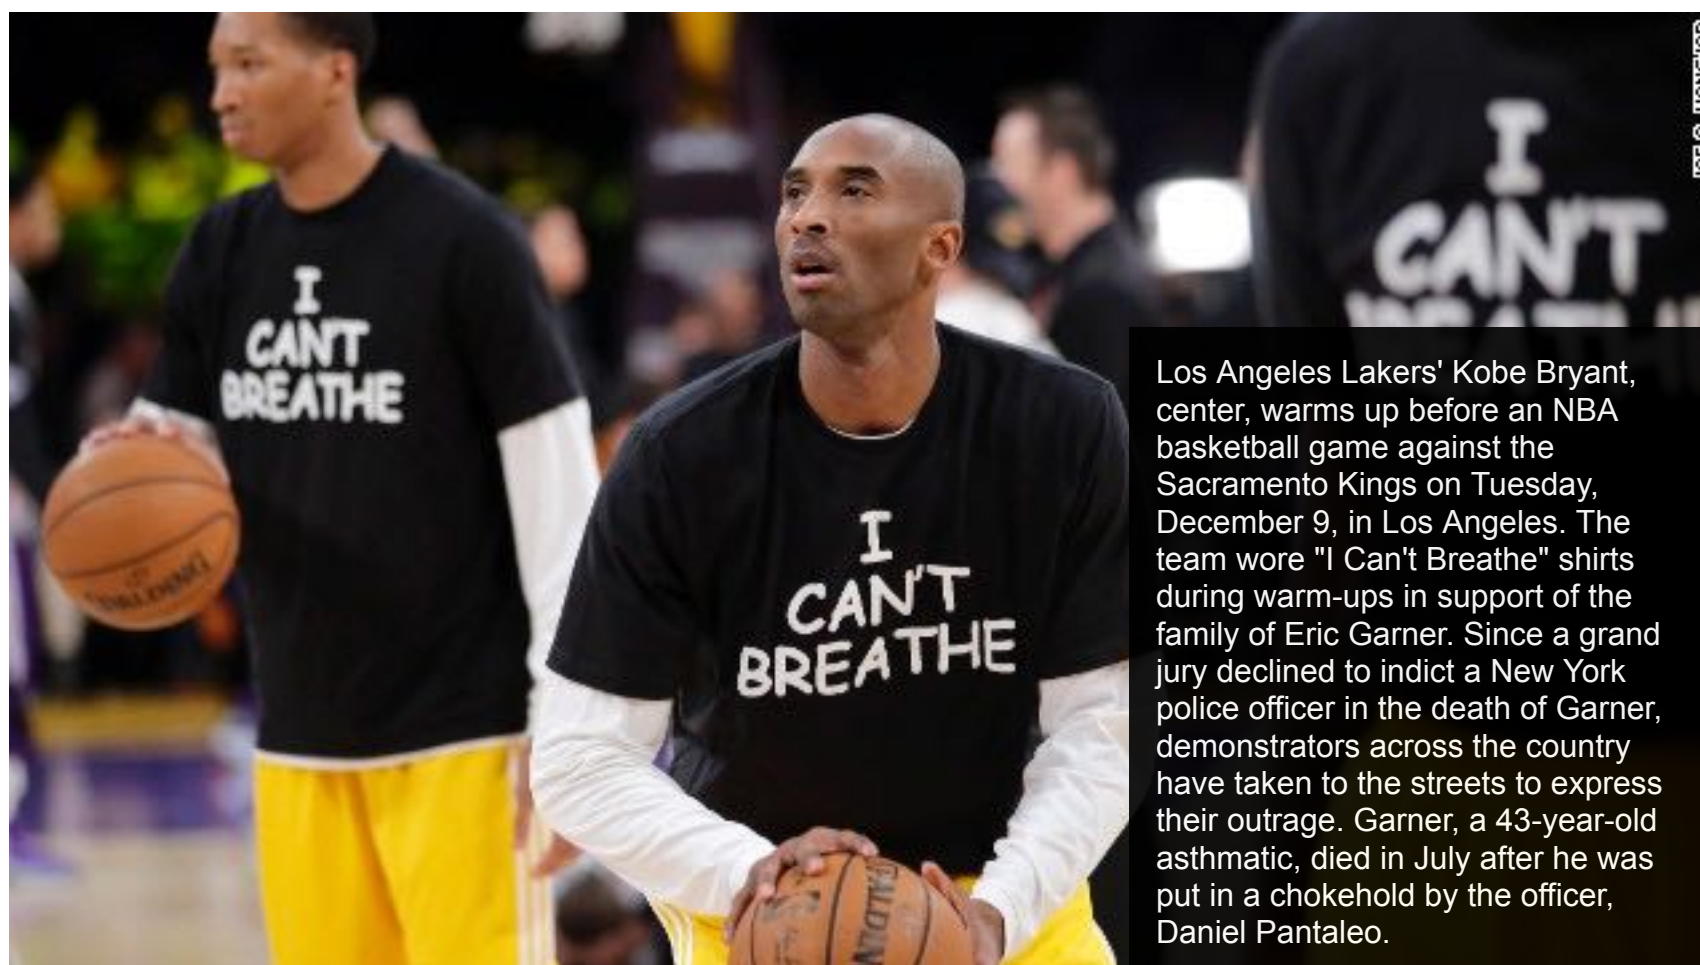 I
CAN'T
BREATHE
SPALDING
I
CAN'T
BREATHE
I
CAN'T
Los Angeles Lakers' Kobe Bryant,
center, warms up before an NBA
basketball game against the
Sacramento Kings on Tuesday,
December 9, in Los Angeles. The
team wore "I Can't Breathe" shirts
during warm-ups in support of the
family of Eric Garner. Since a grand
jury declined to indict a New York
police officer in the death of Garner,
demonstrators across the country
have taken to the streets to express
their outrage. Garner, a 43-year-old
asthmatic, died in July after he was
put in a chokehold by the officer,
Daniel Pantaleo.